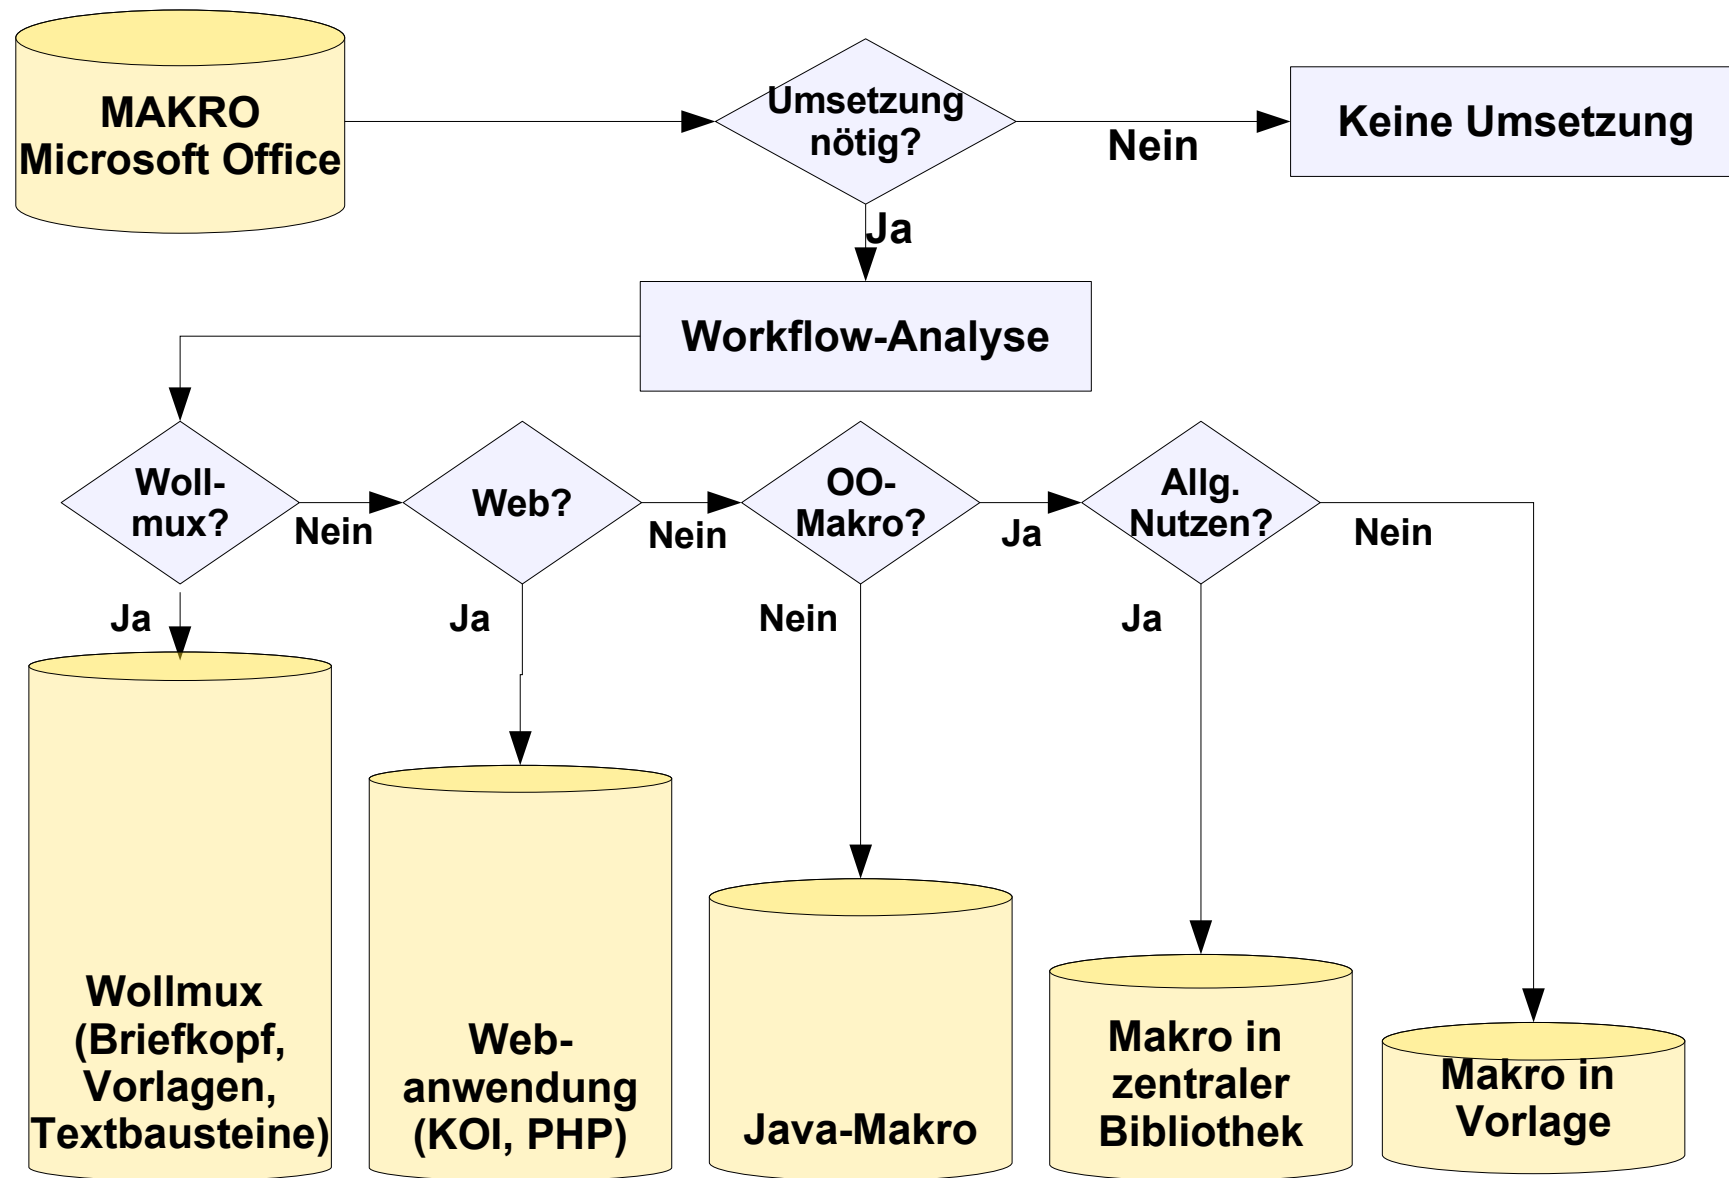 MAKRO
Microsoft Office
Umsetzung
nötig?
Nein
Keine Umsetzung
Ja
Workflow-Analyse
Woll-
mux?
Nein
Web?
Nein
OO-
Makro?
Ja
Allg.
Nutzen?
Nein
Ja
Ja
Nein
Ja
Wollmux
(Briefkopf,
Vorlagen,
Textbausteine)
Web-
anwendung
(KOI, PHP)
Java-Makro
Makro in
zentraler
Bibliothek
Makro in
Vorlage